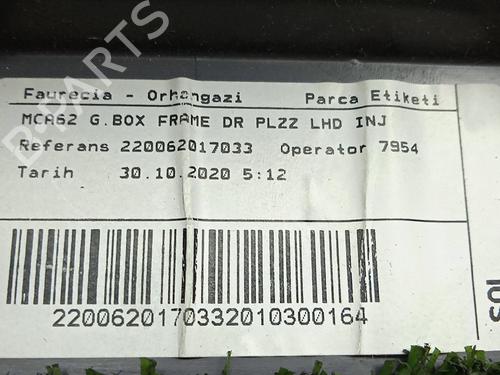 Faurecia - Orhangazi Parca Etiketi
MCA62 G.BOX FRAME DR PLZZ LHD INJ
Referans 220062017033 Operator 7954
Tarih 30.10.2020 5:12
2200620170332010300164
B-PARTS